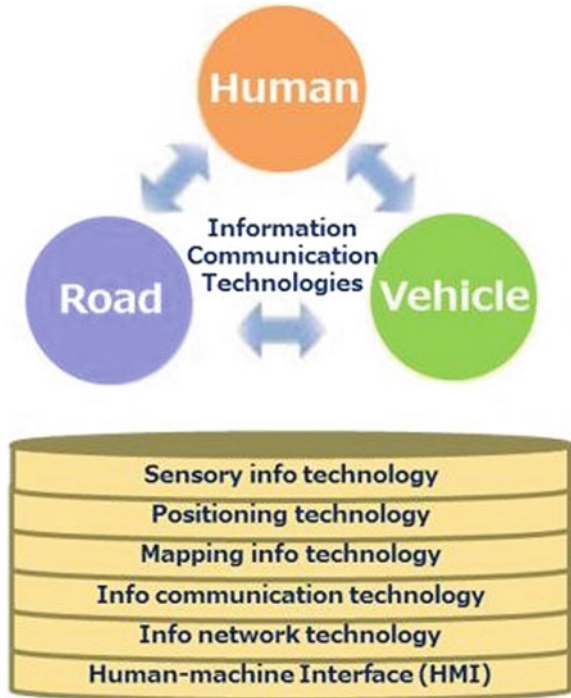 Human
Information
Communication
Technologies
Road
Vehicle
Sensory info technology
Positioning technology
Mapping info technology
Info communication technology
Info network technology
Human-machine Interface (HMI)